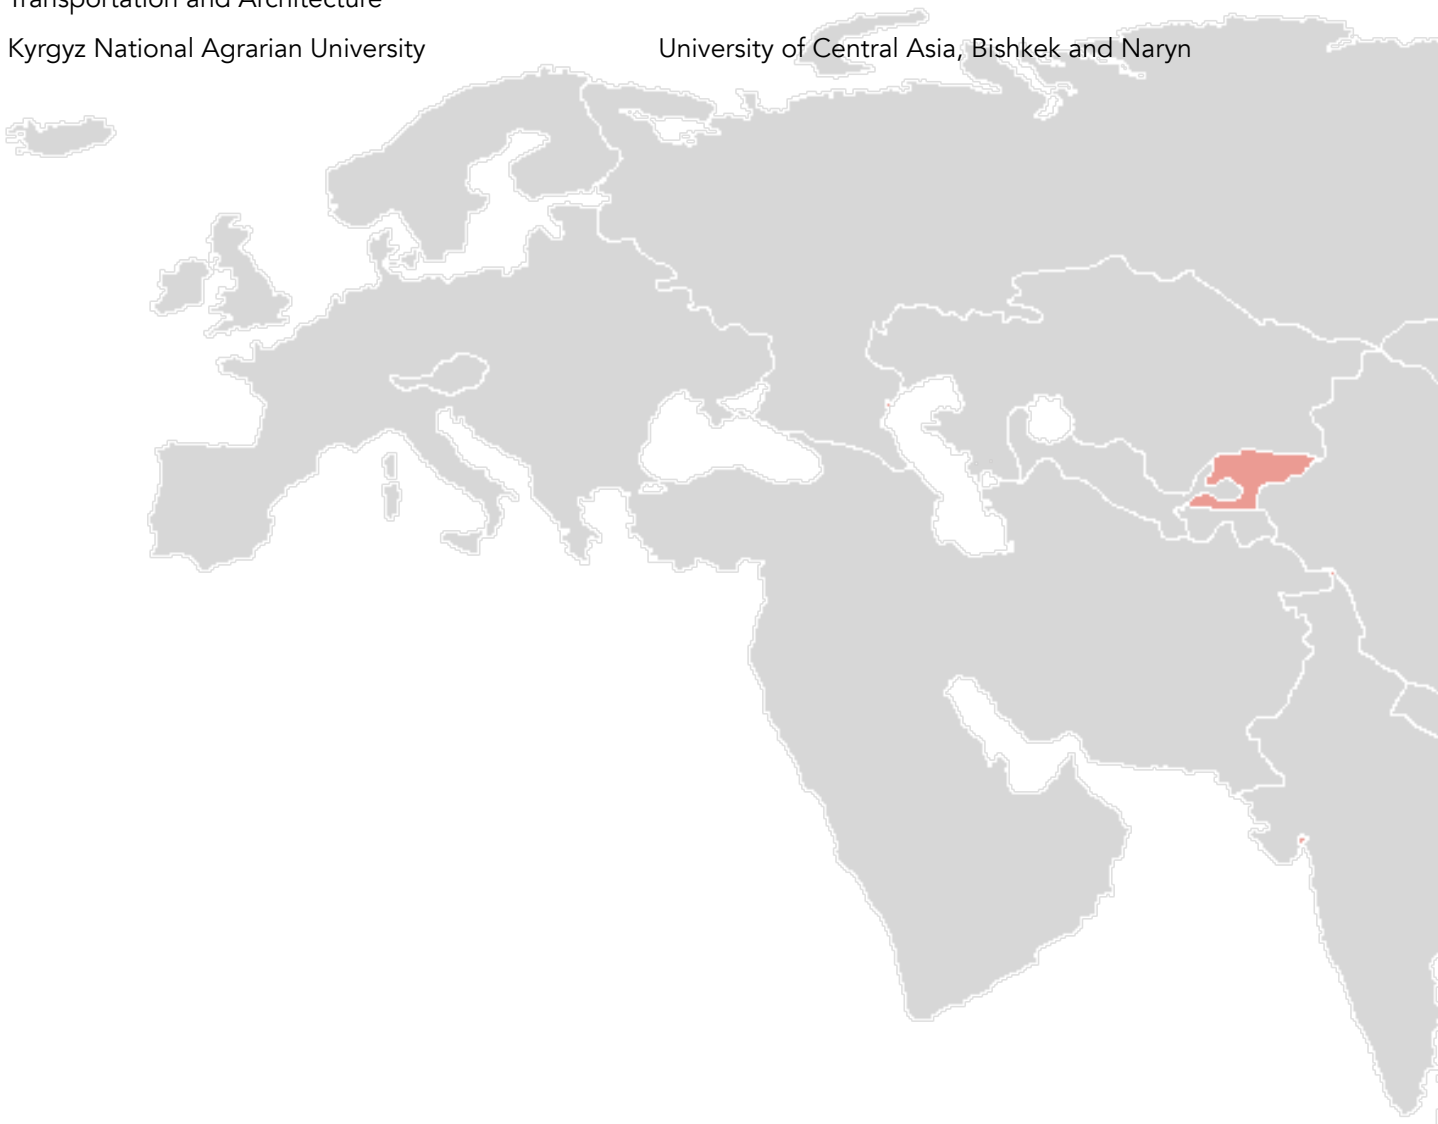 Transportation and Architecture
Kyrgyz National Agrarian University
University of Central Asia, Bishkek and Naryn